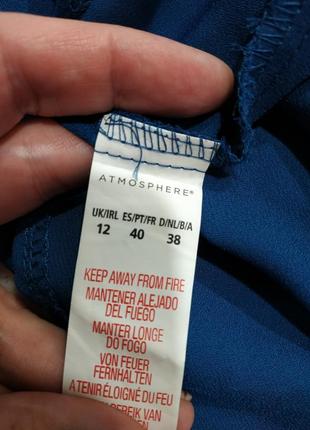 ATMOSPHERE®
UK/IRL ES/PT/FR D/NL/B/A
12 40 38
KEEP AWAY FROM FIRE
MANTENER ALEJADO
DEL FUEGO
MANTER LONGE
DO FOGO
VON FEUER
FERNHALTEN
A TENIR ÉLOIGNÉ DU FEU
VAN